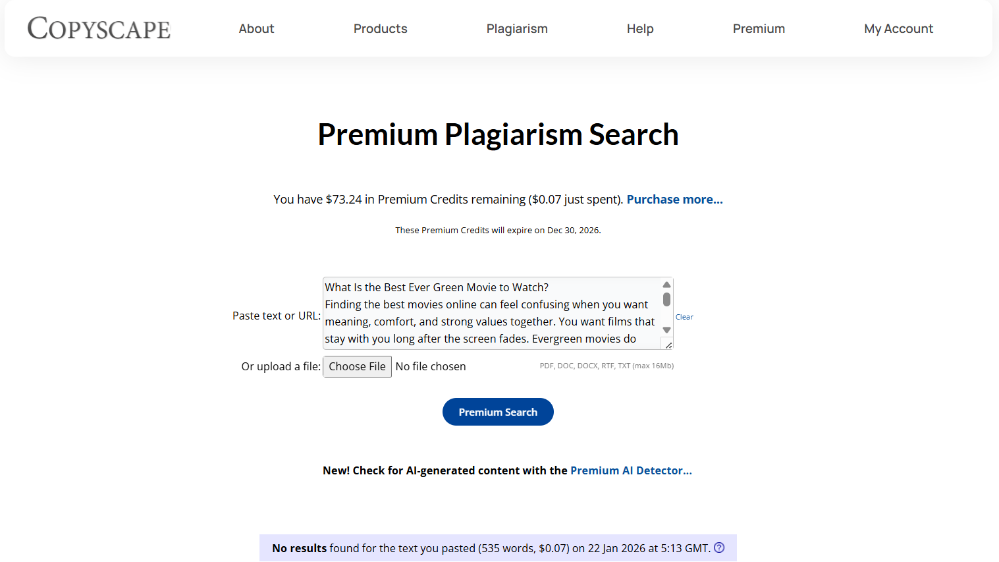 COPYSCAPE
About
Products
Plagiarism
Help
Premium
My Account
Premium Plagiarism Search
You have $73.24 in Premium Credits remaining ($0.07 just spent). Purchase more...
These Premium Credits will expire on Dec 30, 2026.
Paste text or URL:
What Is the Best Ever Green Movie to Watch?
Finding the best movies online can feel confusing when you want
meaning, comfort, and strong values together. You want films that
stay with you long after the screen fades. Evergreen movies do
Clear
Or upload a file: Choose File No file chosen PDF, DOC, DOCX, RTF, TXT (max 16Mb)
Premium Search
New! Check for AI-generated content with the Premium AI Detector...
No results found for the text you pasted (535 words, $0.07) on 22 Jan 2026 at 5:13 GMT. ?